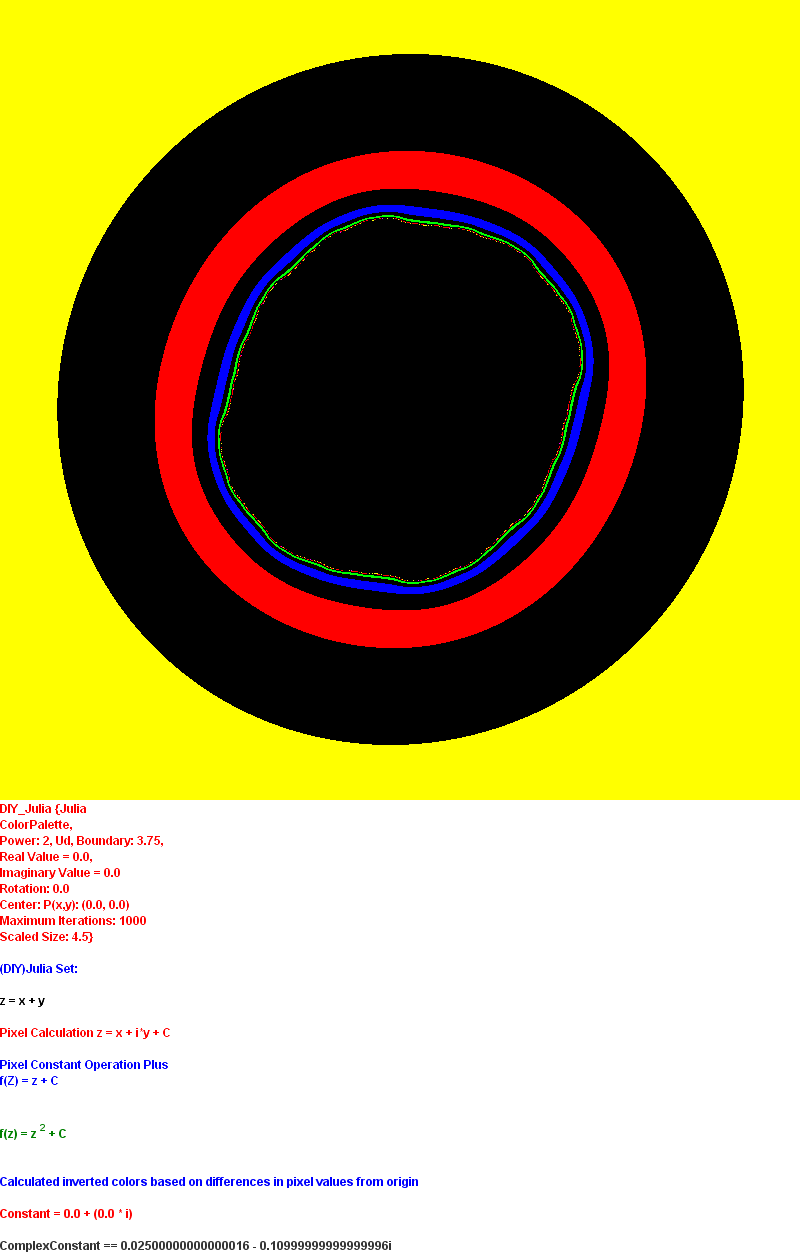 DIY_Julia {Julia
ColorPalette,
Power: 2, Ud, Boundary: 3.75,
Real Value = 0.0,
Imaginary Value = 0.0
Rotation: 0.0
Center: P(x,y): (0.0, 0.0)
Maximum Iterations: 1000
Scaled Size: 4.5}
(DIY)Julia Set:
z = x + y
Pixel Calculation z = x + i*y + C
Pixel Constant Operation Plus
f(Z) = z + C
f(z) = z 2 + C
Calculated inverted colors based on differences in pixel values from origin
Constant = 0.0 + (0.0 * i)
ComplexConstant == 0.02500000000000016 - 0.10999999999999996i